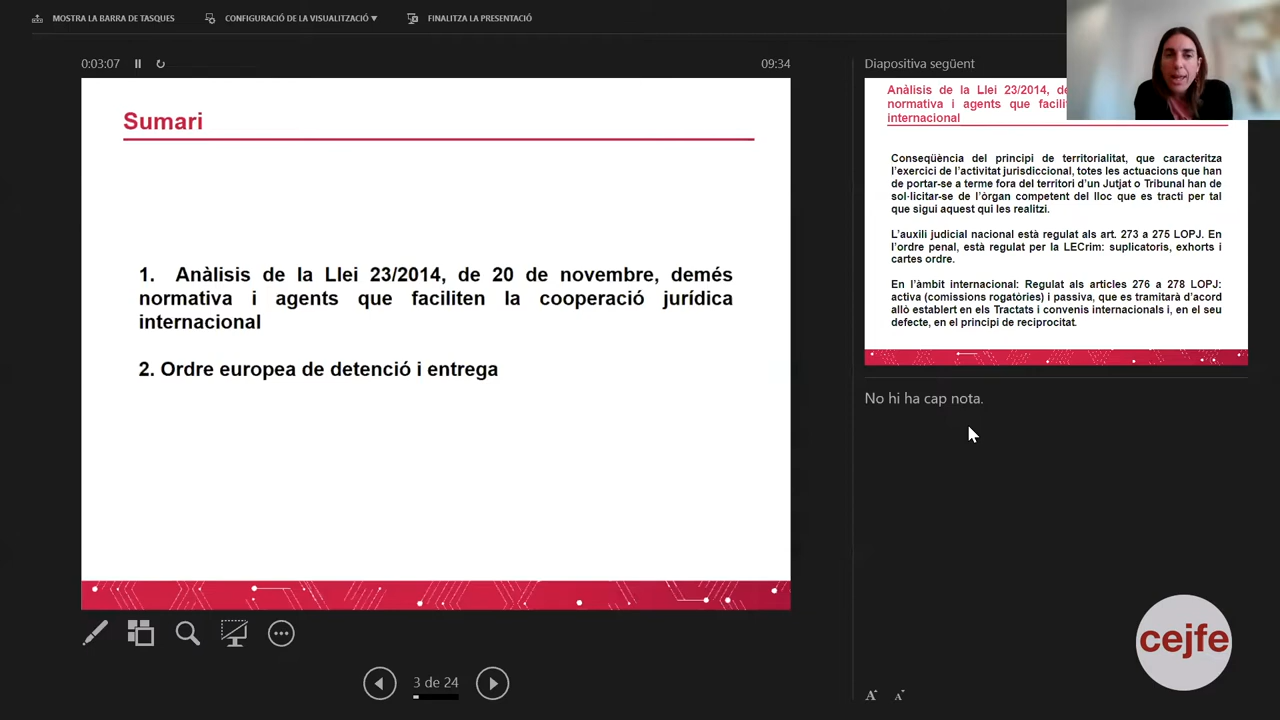 MOSTRA LA BARRA DE TASQUES
CONFIGURACIÓ DE LA VISUALITZACIÓ ▼
FINALITZA LA PRESENTACIÓ
0:03:07
09:34
Sumari
1. Anàlisis de la Llei 23/2014, de 20 de novembre, demés
normativa i agents que faciliten la cooperació jurídica
internacional
2. Ordre europea de detenció i entrega
3 de 24
Diapositiva següent
Anàlisis de la Llei 23/2014, de
normativa i agents que
internacional
Conseqüència del principi de territorialitat, que caracteritza
l'exercici de l'activitat jurisdiccional, totes les actuacions que han
de portar-se a terme fora del territori d'un Jutjat o Tribunal han de
sol·licitar-se de l'òrgan competent del lloc que es tracti per tal
que sigui aquest qui les realitzi.
L'auxili judicial nacional està regulat als art. 273 a 275 LOPJ. En
l'ordre penal, està regulat per la LECrim: suplicatoris, exhorts i
cartes ordre.
En l'àmbit internacional: Regulat als articles 276 a 278 LOPJ:
activa (comissions rogatòries) i passiva, que es tramitarà d'acord
allò establert en els Tractats i convenis internacionals i, en el seu
defecte, en el principi de reciprocitat.
No hi ha cap nota.
cejfe
A A